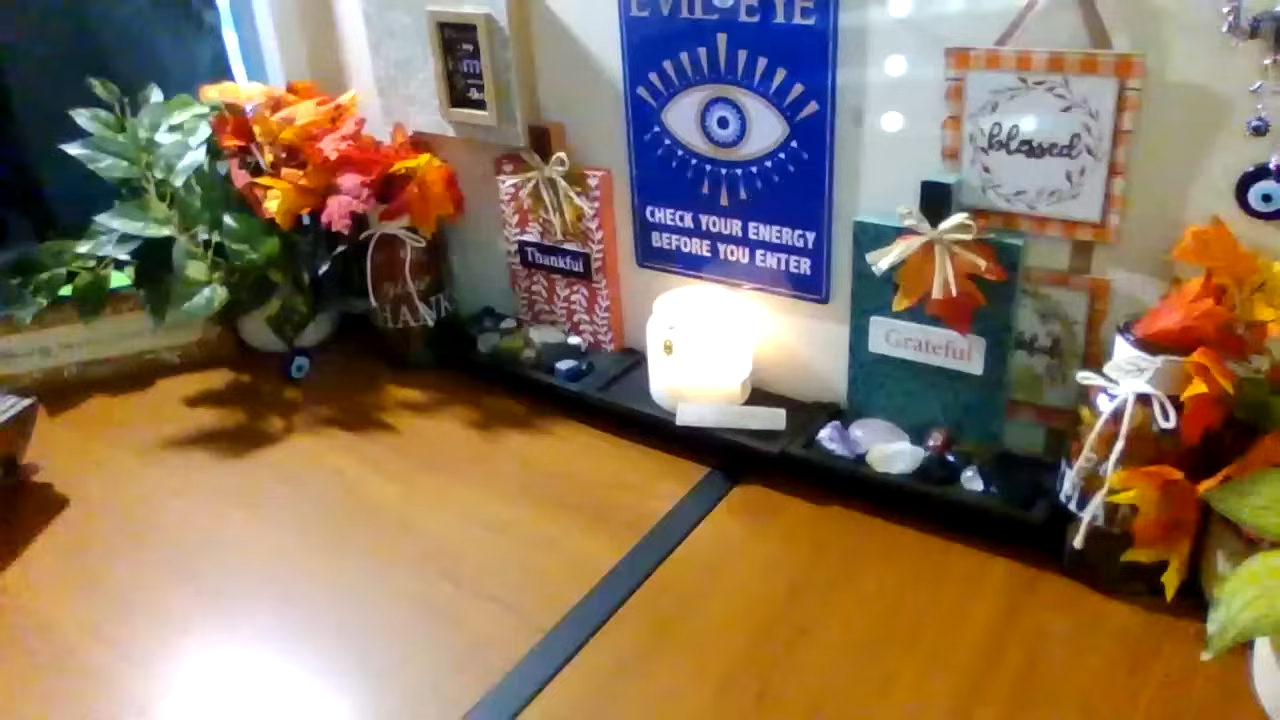 EVIL EYE
CHECK YOUR ENERGY
BEFORE YOU ENTER
blessed
Thankful
Grateful